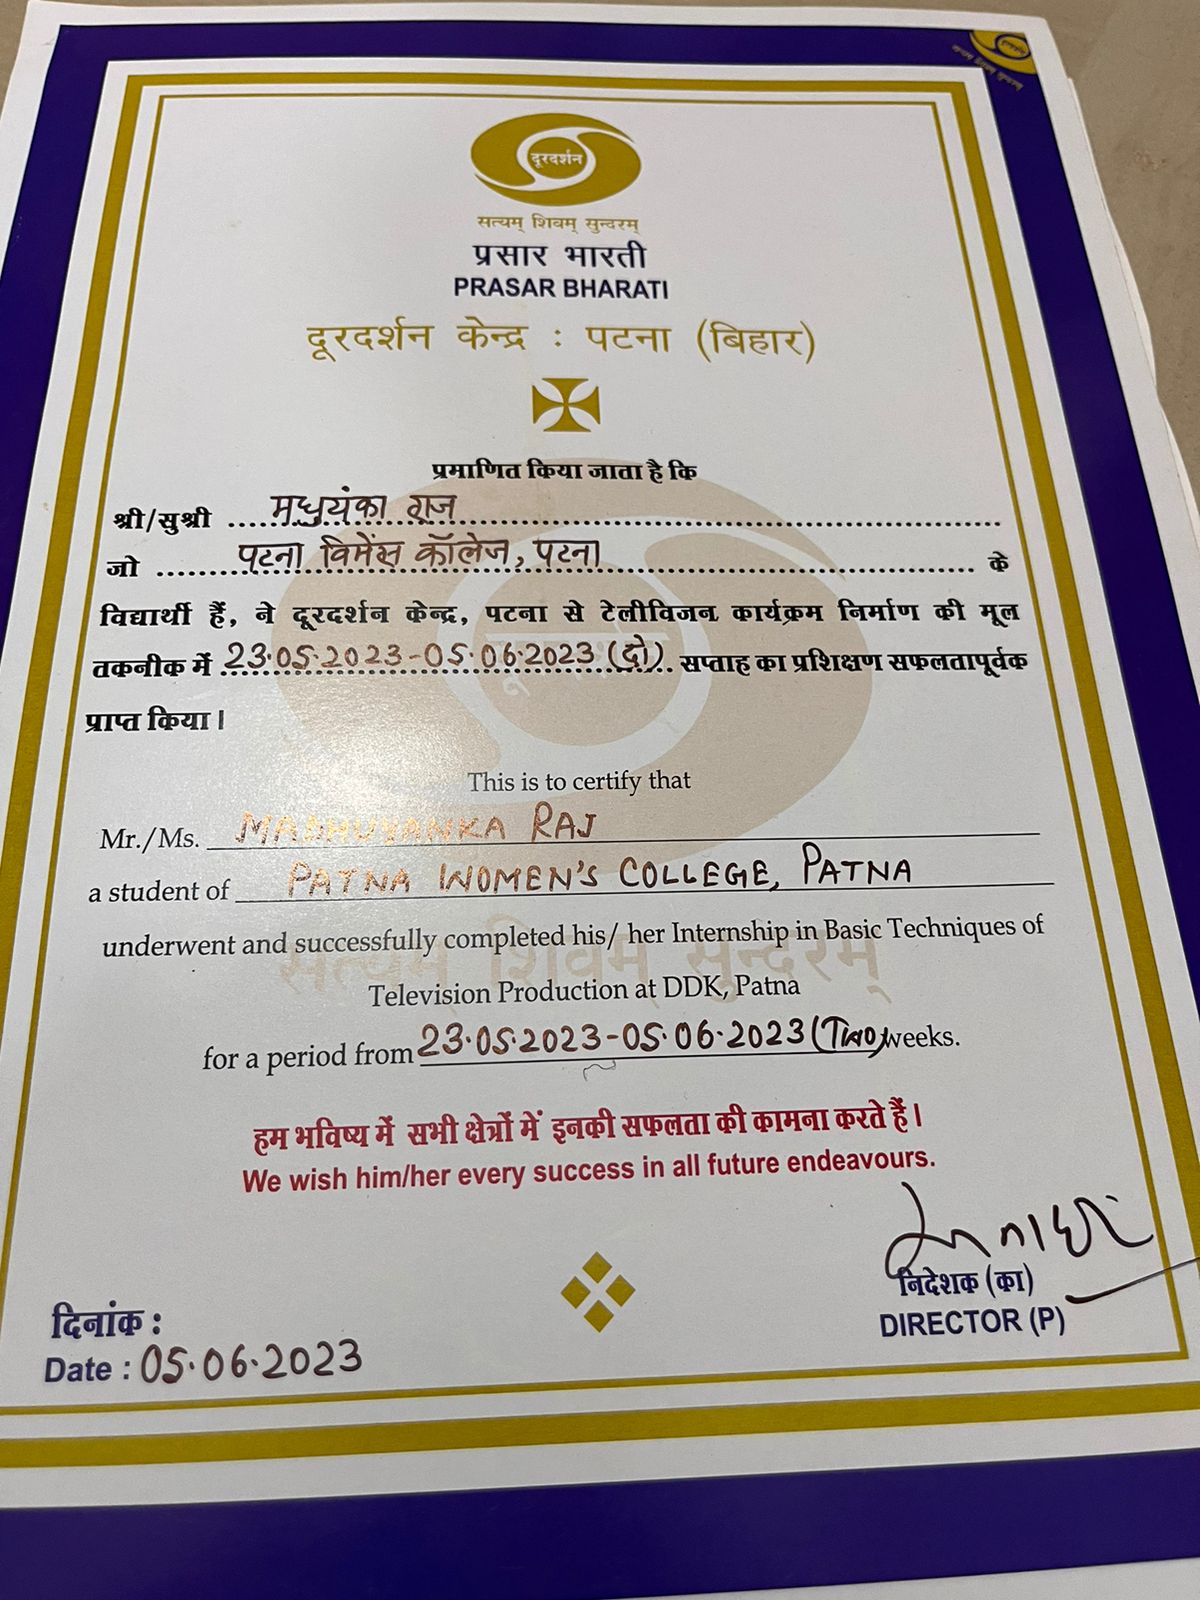 दूरदर्शन
सत्यम् शिवम् सुन्दरम्
प्रसार भारती
PRASAR BHARATI
दूरदर्शन केन्द्र : पटना (बिहार)
प्रमाणित किया जाता है कि
श्री/सुश्री मधुयंका राज
जो पटना विमेंस कॉलेज, पटना के
विद्यार्थी हैं, ने दूरदर्शन केन्द्र, पटना से टेलीविजन कार्यक्रम निर्माण की मूल
तकनीक में 23.05.2023-05.06.2023 (दो) सप्ताह का प्रशिक्षण सफलतापूर्वक
प्राप्त किया।
This is to certify that
Mr./Ms. MADHUYANKA RAJ
a student of PATNA WOMEN'S COLLEGE, PATNA
underwent and successfully completed his/ her Internship in Basic Techniques of
सत्यम् शिवम् सुन्दरम्
Television Production at DDK, Patna
for a period from 23.05.2023-05.06.2023 (TWO) weeks.
हम भविष्य में सभी क्षेत्रों में इनकी सफलता की कामना करते हैं।
We wish him/her every success in all future endeavours.
निदेशक (का)
DIRECTOR (P)
दिनांक :
Date : 05.06.2023